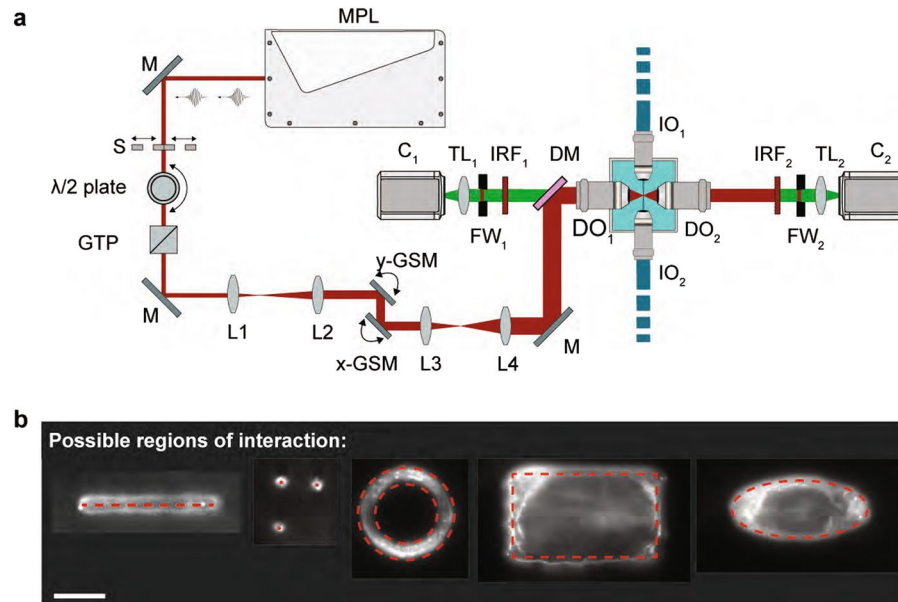 a
MPL
M
S
λ/2 plate
GTP
M
L1
L2
y-GSM
x-GSM
L3
L4
M
C1
TL1
IRF1
DM
FW1
IO1
DO1
DO2
IO2
IRF2
TL2
C2
FW2
b
Possible regions of interaction: